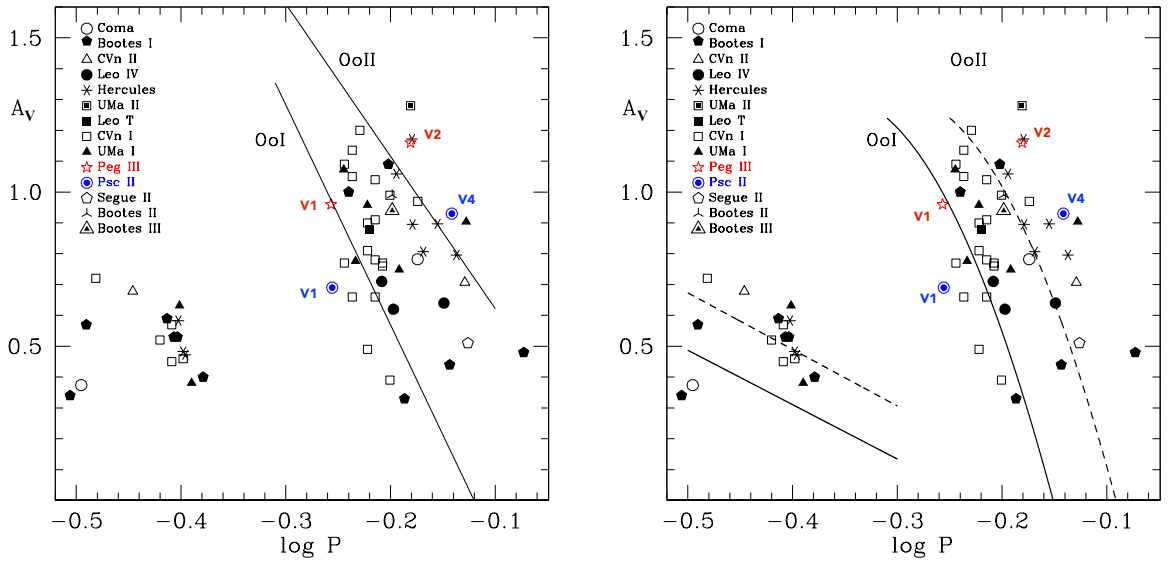 1.5
OoII
Coma
Bootes I
CVn II
Leo IV
Hercules
UMa II
Leo T
CVn I
UMa I
Peg III
Psc II
Segue II
Bootes II
Bootes III
A_V
OoI
V2
1.0
V1
V4
V1
0.5
−0.5 −0.4 −0.3 −0.2 −0.1
log P
1.5
OoII
Coma
Bootes I
CVn II
Leo IV
Hercules
UMa II
Leo T
CVn I
UMa I
Peg III
Psc II
Segue II
Bootes II
Bootes III
A_V
OoI
V2
1.0
V1
V4
V1
0.5
−0.5 −0.4 −0.3 −0.2 −0.1
log P